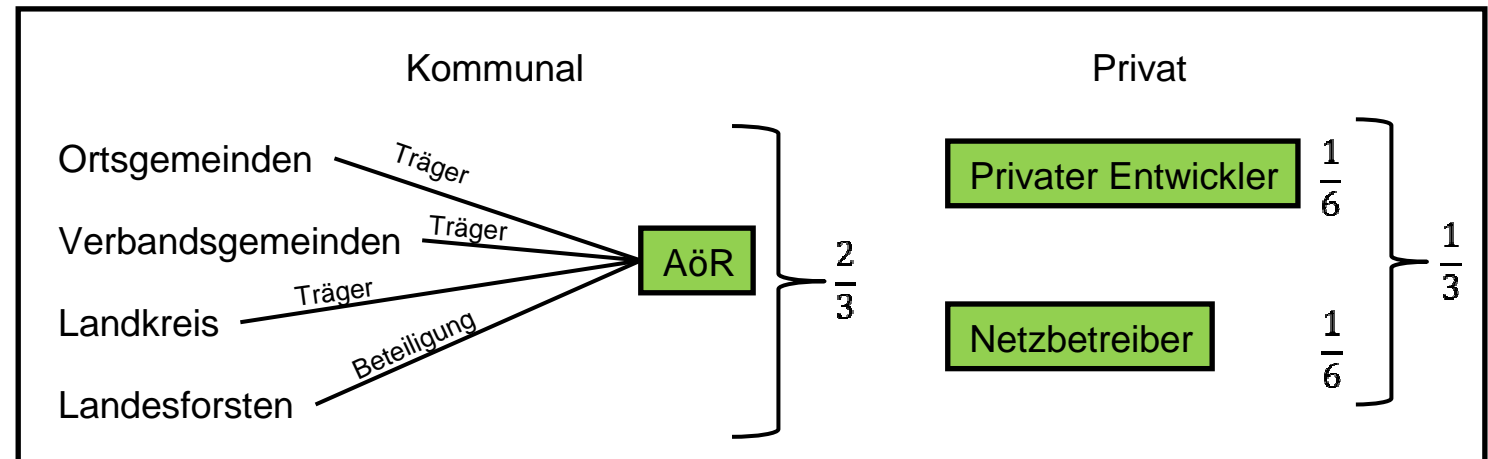 Kommunal
Privat
Ortsgemeinden
Träger
Verbandsgemeinden
Träger
Landkreis
Träger
Landesforsten
Beteiligung
AöR
2/3
Privater Entwickler
1/6
Netzbetreiber
1/6
1/3